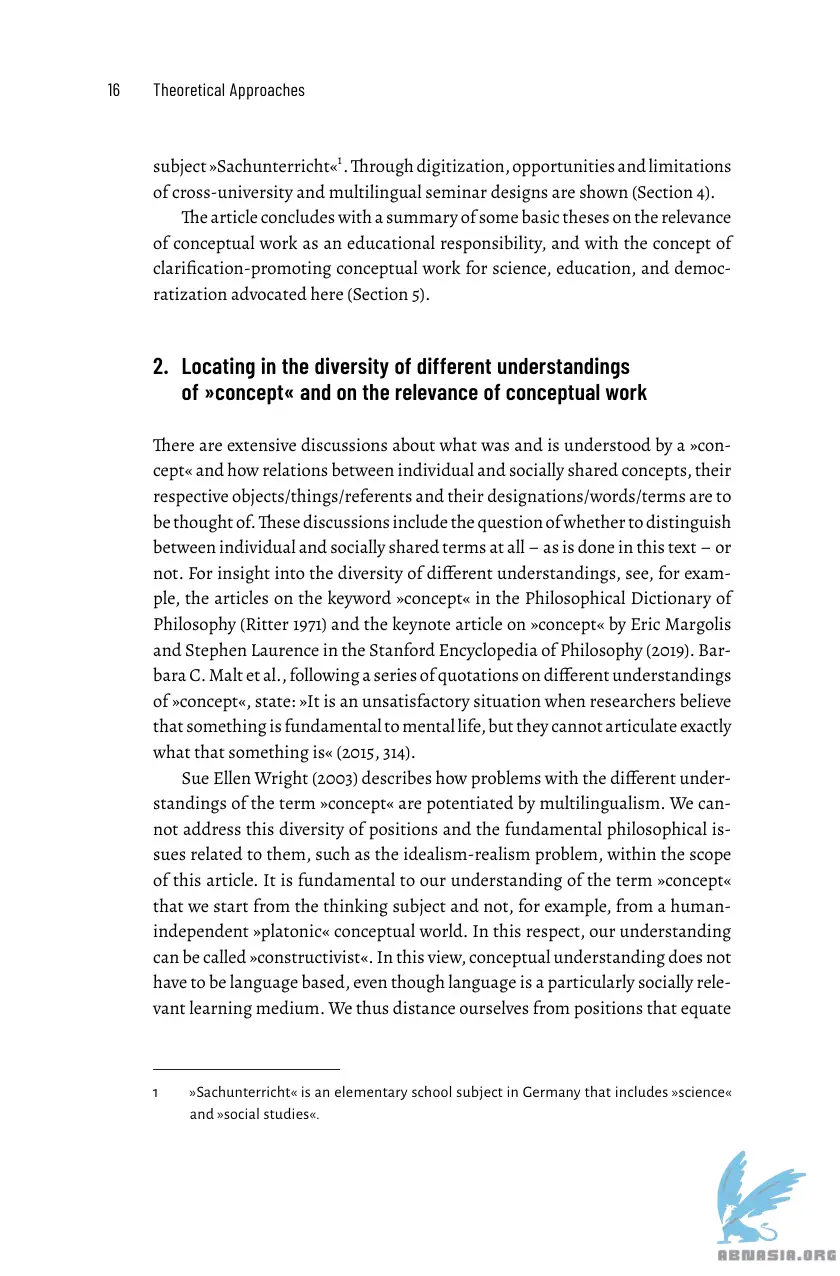 16 Theoretical Approaches
subject »Sachunterricht«¹. Through digitization, opportunities and limitations
of cross-university and multilingual seminar designs are shown (Section 4).
The article concludes with a summary of some basic theses on the relevance
of conceptual work as an educational responsibility, and with the concept of
clarification-promoting conceptual work for science, education, and democ-
ratization advocated here (Section 5).
2. Locating in the diversity of different understandings
of »concept« and on the relevance of conceptual work
There are extensive discussions about what was and is understood by a »con-
cept« and how relations between individual and socially shared concepts, their
respective objects/things/referents and their designations/words/terms are to
be thought of. These discussions include the question of whether to distinguish
between individual and socially shared terms at all – as is done in this text – or
not. For insight into the diversity of different understandings, see, for exam-
ple, the articles on the keyword »concept« in the Philosophical Dictionary of
Philosophy (Ritter 1971) and the keynote article on »concept« by Eric Margolis
and Stephen Laurence in the Stanford Encyclopedia of Philosophy (2019). Bar-
bara C. Malt et al., following a series of quotations on different understandings
of »concept«, state: »It is an unsatisfactory situation when researchers believe
that something is fundamental to mental life, but they cannot articulate exactly
what that something is« (2015, 314).
Sue Ellen Wright (2003) describes how problems with the different under-
standings of the term »concept« are potentiated by multilingualism. We can-
not address this diversity of positions and the fundamental philosophical is-
sues related to them, such as the idealism-realism problem, within the scope
of this article. It is fundamental to our understanding of the term »concept«
that we start from the thinking subject and not, for example, from a human-
independent »platonic« conceptual world. In this respect, our understanding
can be called »constructivist«. In this view, conceptual understanding does not
have to be language based, even though language is a particularly socially rele-
vant learning medium. We thus distance ourselves from positions that equate
1 »Sachunterricht« is an elementary school subject in Germany that includes »science«
and »social studies«.
ABNASIA.ORG